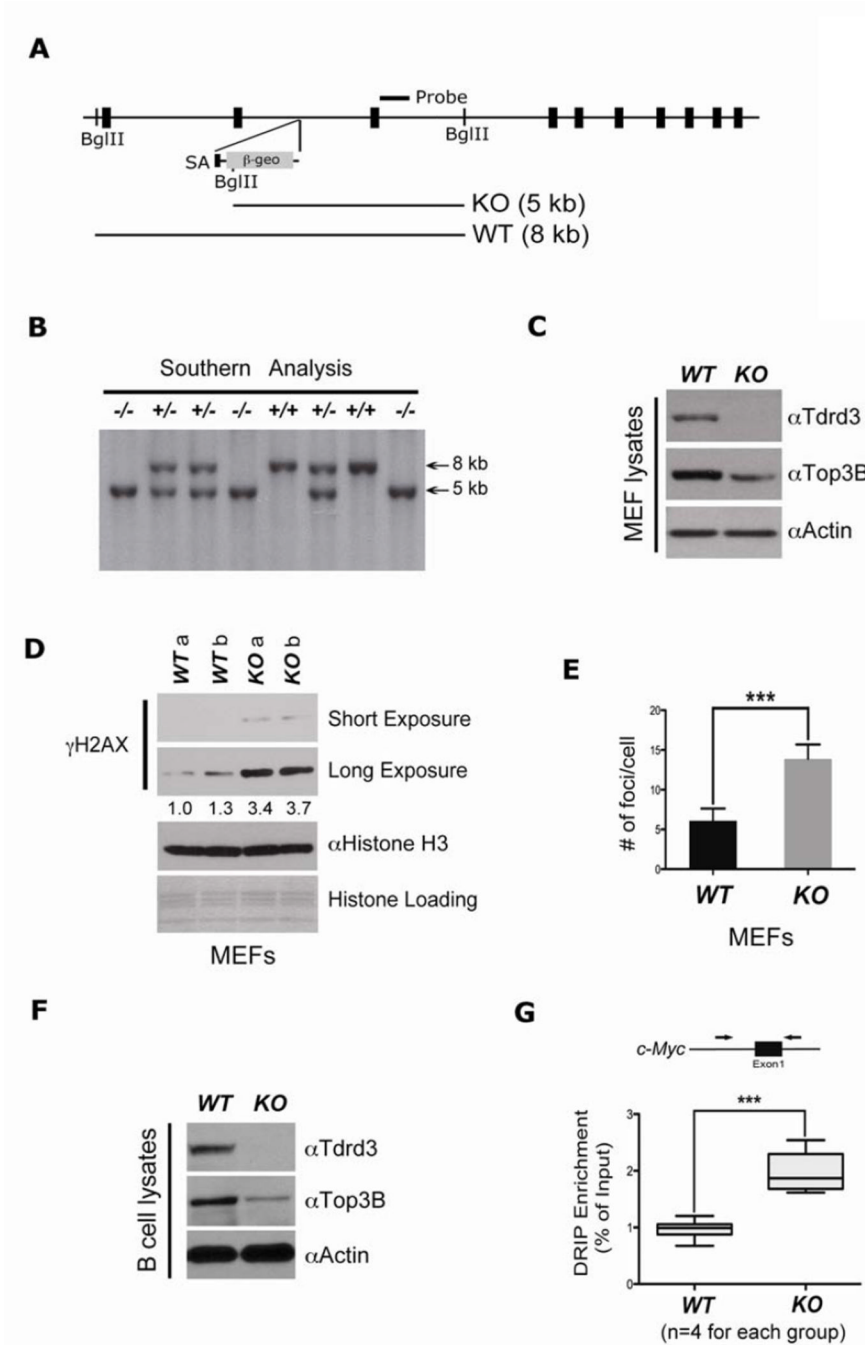 A
Probe
BglII
BglII
SA
β-geo
BglII
KO (5 kb)
WT (8 kb)
B
Southern Analysis
-/- +/- +/- -/- +/+ +/- +/+ -/-
8 kb
5 kb
C
WT KO
MEF lysates
αTdrd3
αTop3B
αActin
D
WT a
WT b
KO a
KO b
γH2AX
Short Exposure
Long Exposure
1.0 1.3 3.4 3.7
αHistone H3
Histone Loading
MEFs
E
***
# of foci/cell
20
15
10
5
0
WT KO
MEFs
F
WT KO
B cell lysates
αTdrd3
αTop3B
αActin
G
c-Myc
Exon1
***
DRIP Enrichment
(% of Input)
3
2
1
0
WT KO
(n=4 for each group)